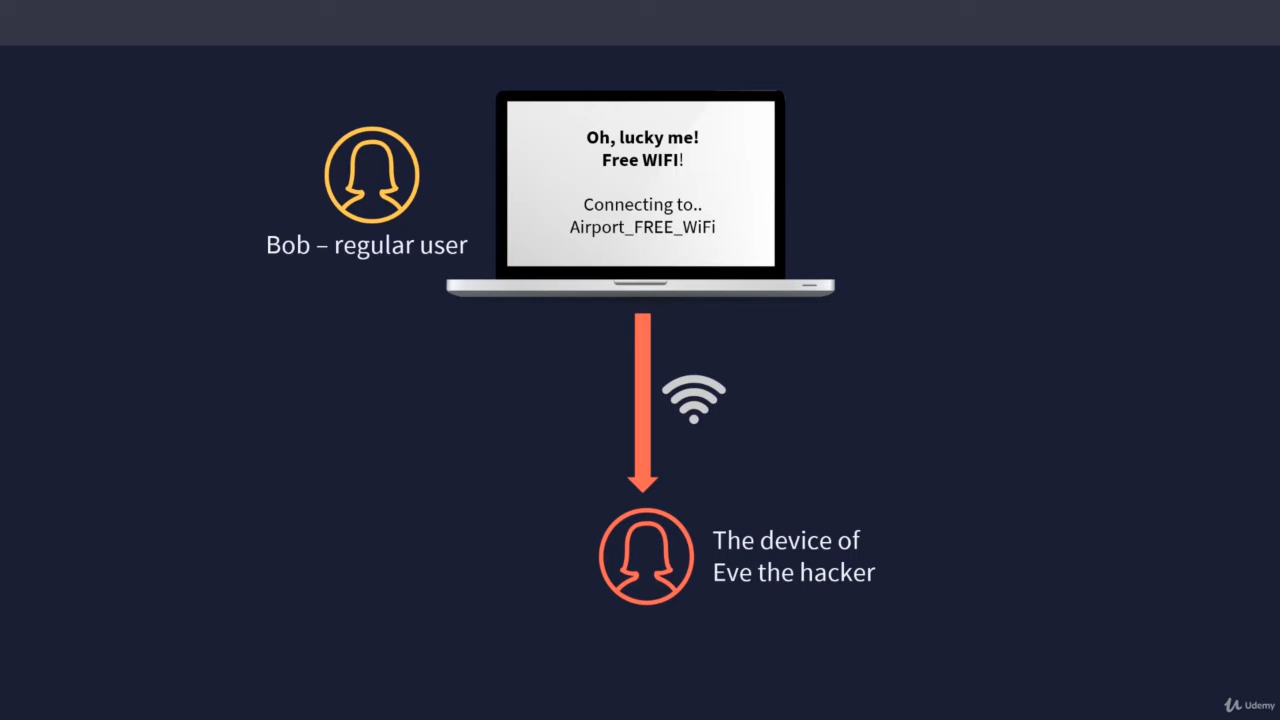 Oh, lucky me!
Free WIFI!
Connecting to..
Airport_FREE_WiFi
Bob – regular user
The device of
Eve the hacker
Udemy